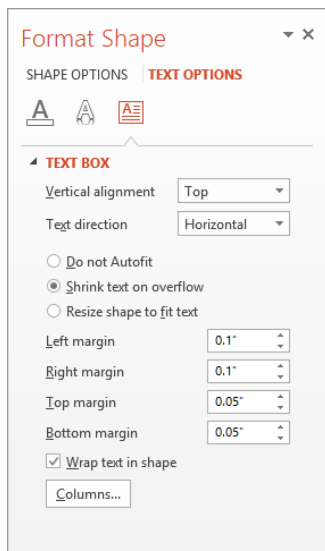 Format Shape
SHAPE OPTIONS TEXT OPTIONS
A A A
TEXT BOX
Vertical alignment Top
Text direction Horizontal
Do not Autofit
Shrink text on overflow
Resize shape to fit text
Left margin 0.1"
Right margin 0.1"
Top margin 0.05"
Bottom margin 0.05"
Wrap text in shape
Columns...